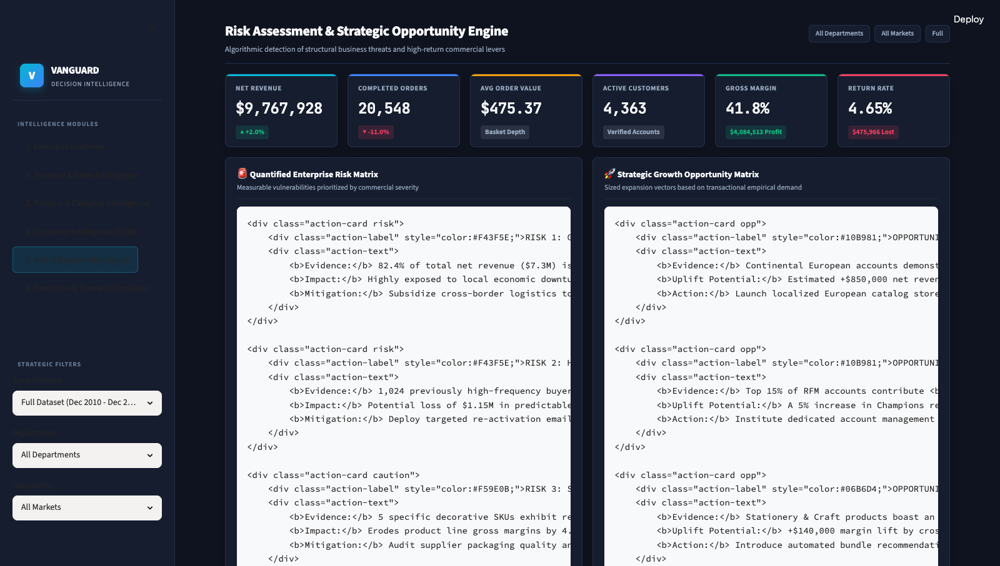 Deploy
V
VANGUARD
DECISION INTELLIGENCE
INTELLIGENCE MODULES
1. Executive Overview
2. Revenue & Sales Intelligence
3. Product & Category Intelligence
4. Customer Intelligence (RFM)
5. Risk & Opportunity Engine
6. Predictive & Scenario Simulator
STRATEGIC FILTERS
Time Horizon
Full Dataset (Dec 2010 - Dec 2...
Department
All Departments
Geography
All Markets
Risk Assessment & Strategic Opportunity Engine
Algorithmic detection of structural business threats and high-return commercial levers
All Departments
All Markets
Full
NET REVENUE
$9,767,928
▲ +2.0%
COMPLETED ORDERS
20,548
▼ -11.0%
AVG ORDER VALUE
$475.37
Basket Depth
ACTIVE CUSTOMERS
4,363
Verified Accounts
GROSS MARGIN
41.8%
$4,084,513 Profit
RETURN RATE
4.65%
$475,966 Lost
🚨 Quantified Enterprise Risk Matrix
Measurable vulnerabilities prioritized by commercial severity
<div class="action-card risk">
<div class="action-label" style="color:#F43F5E;">RISK 1:
<div class="action-text">
<b>Evidence:</b> 82.4% of total net revenue ($7.3M) is
<b>Impact:</b> Highly exposed to local economic downtu
<b>Mitigation:</b> Subsidize cross-border logistics to
</div>
</div>
<div class="action-card risk">
<div class="action-label" style="color:#F43F5E;">RISK 2: H
<div class="action-text">
<b>Evidence:</b> 1,024 previously high-frequency buyer
<b>Impact:</b> Potential loss of $1.15M in predictable
<b>Mitigation:</b> Deploy targeted re-activation email
</div>
</div>
<div class="action-card caution">
<div class="action-label" style="color:#F59E0B;">RISK 3: S
<div class="action-text">
<b>Evidence:</b> 5 specific decorative SKUs exhibit re
<b>Impact:</b> Erodes product line gross margins by 4.
<b>Mitigation:</b> Audit supplier packaging quality an
</div>
🚀 Strategic Growth Opportunity Matrix
Sized expansion vectors based on transactional empirical demand
<div class="action-card opp">
<div class="action-label" style="color:#10B981;">OPPORTUNI
<div class="action-text">
<b>Evidence:</b> Continental European accounts demonst
<b>Uplift Potential:</b> Estimated +$850,000 net reven
<b>Action:</b> Launch localized European catalog store
</div>
</div>
<div class="action-card opp">
<div class="action-label" style="color:#10B981;">OPPORTUNI
<div class="action-text">
<b>Evidence:</b> Top 15% of RFM accounts contribute <b
<b>Uplift Potential:</b> A 5% increase in Champions re
<b>Action:</b> Institute dedicated account management
</div>
</div>
<div class="action-card opp">
<div class="action-label" style="color:#06B6D4;">OPPORTUNI
<div class="action-text">
<b>Evidence:</b> Stationery & Craft products boast an
<b>Uplift Potential:</b> +$140,000 margin lift by cros
<b>Action:</b> Introduce automated bundle recommendati
</div>